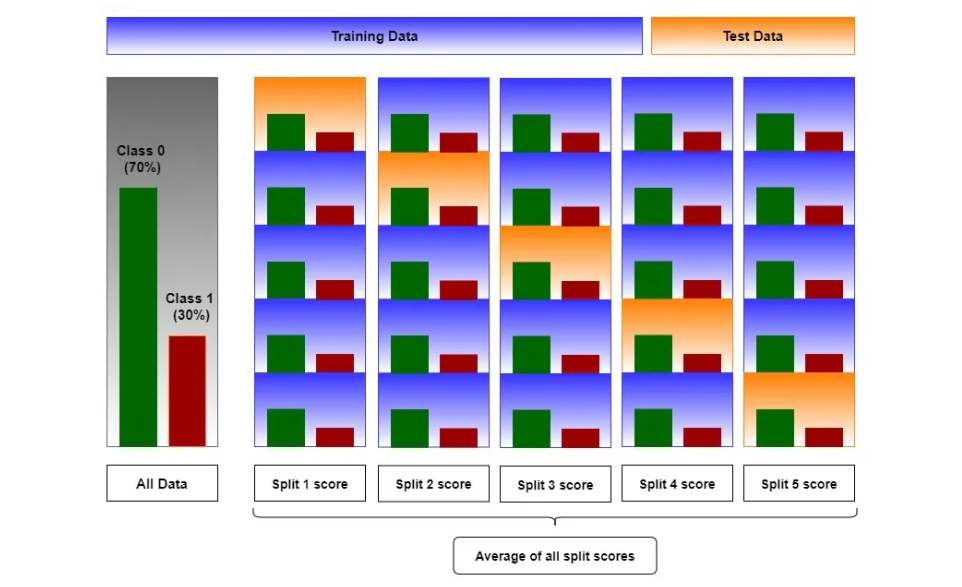 Training Data
Test Data
Class 0
(70%)
Class 1
(30%)
All Data
Split 1 score
Split 2 score
Split 3 score
Split 4 score
Split 5 score
Average of all split scores